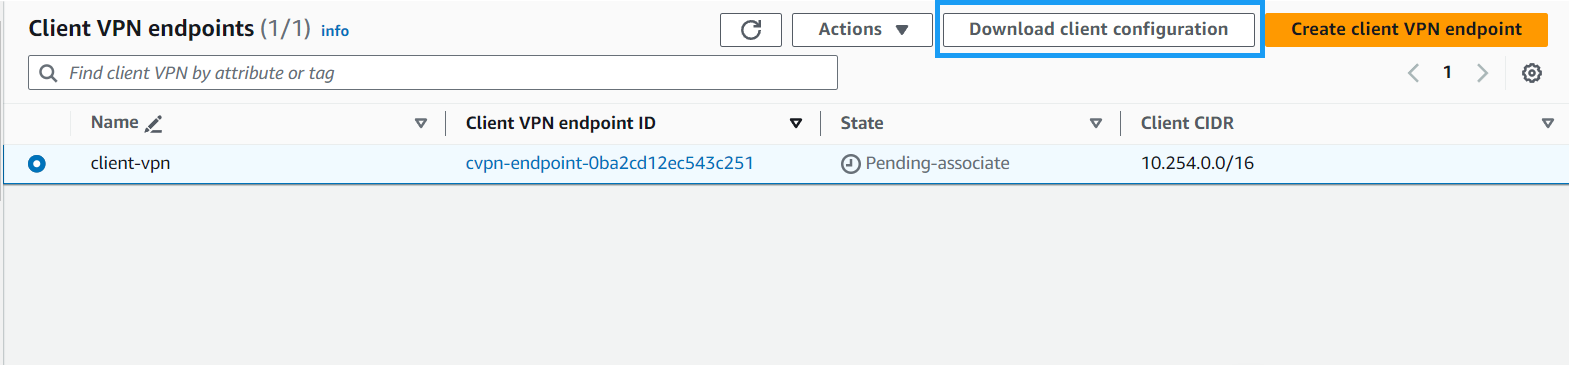 Client VPN endpoints (1/1) info
Actions
Download client configuration
Create client VPN endpoint
Find client VPN by attribute or tag
1
Name
Client VPN endpoint ID
State
Client CIDR
client-vpn
cvpn-endpoint-0ba2cd12ec543c251
Pending-associate
10.254.0.0/16